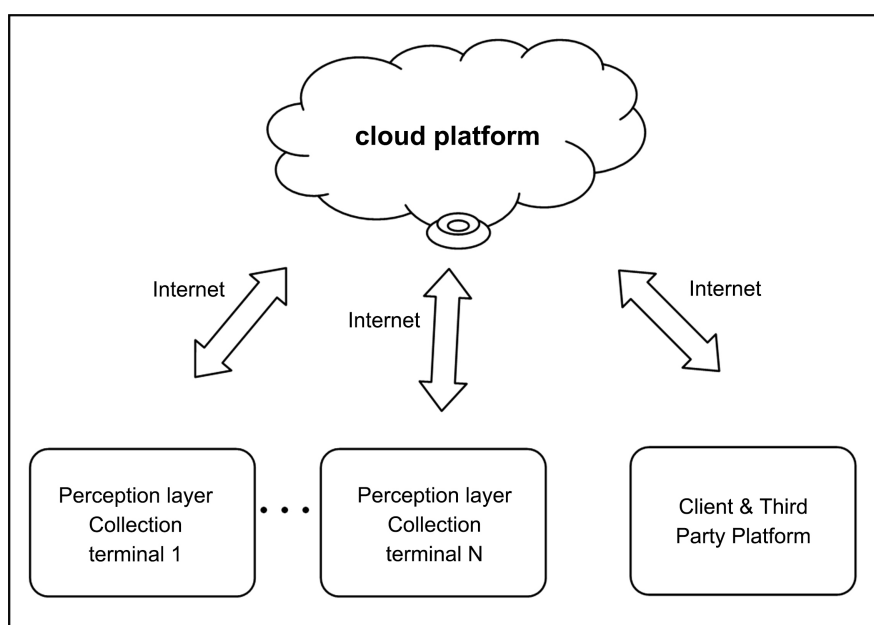 cloud platform
Internet
Internet
Internet
Perception layer
Collection
terminal 1
. . .
Perception layer
Collection
terminal N
Client & Third
Party Platform